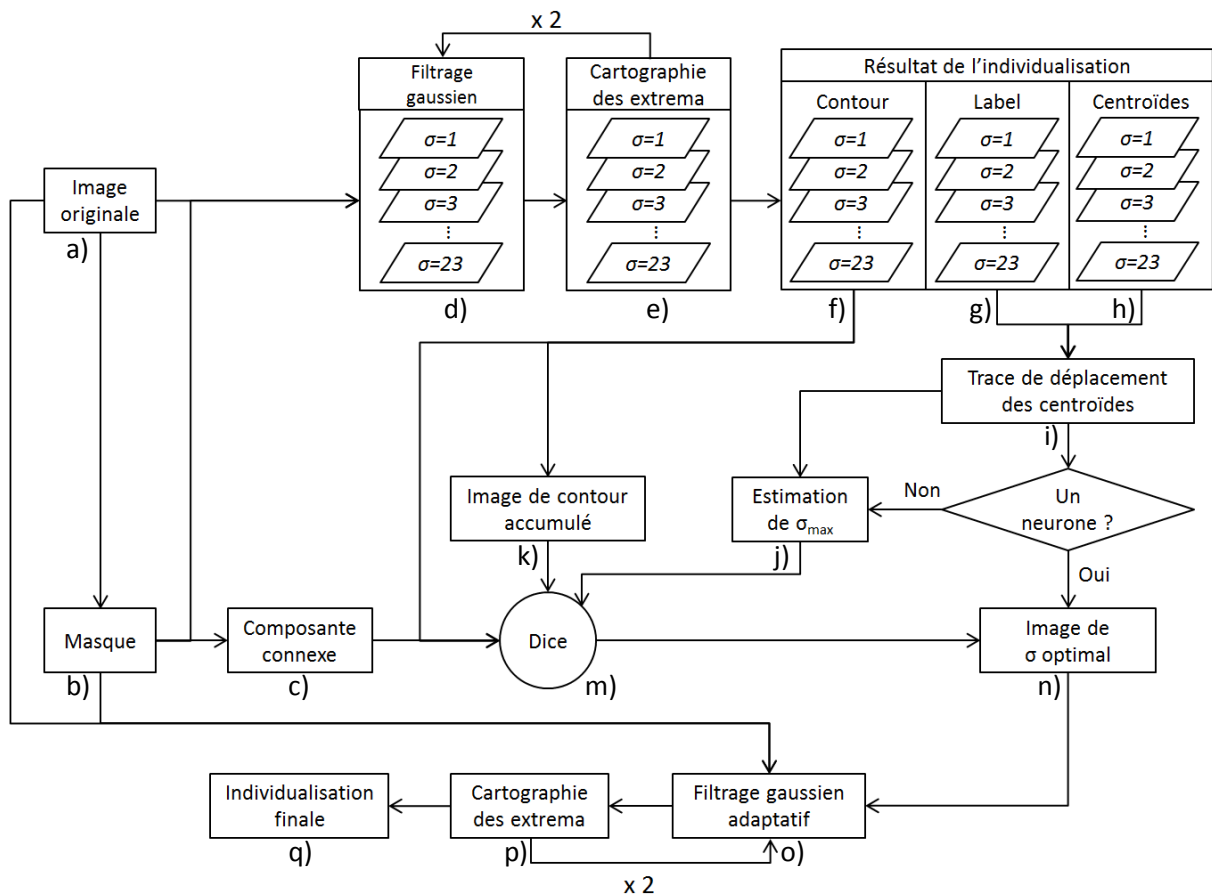 x 2
Filtrage
gaussien
σ=1
σ=2
σ=3
...
σ=23
d)
Cartographie
des extrema
σ=1
σ=2
σ=3
...
σ=23
e)
Résultat de l'individualisation
Contour
σ=1
σ=2
σ=3
...
σ=23
f)
Label
σ=1
σ=2
σ=3
...
σ=23
g)
Centroïdes
σ=1
σ=2
σ=3
...
σ=23
h)
Image
originale
a)
Trace de déplacement
des centroïdes
i)
Image de contour
accumulé
k)
Estimation
de σmax
j)
Non
Un
neurone ?
Oui
Masque
b)
Composante
connexe
c)
Dice
m)
Image de
σ optimal
n)
Individualisation
finale
q)
Cartographie
des extrema
p)
Filtrage gaussien
adaptatif
o)
x 2